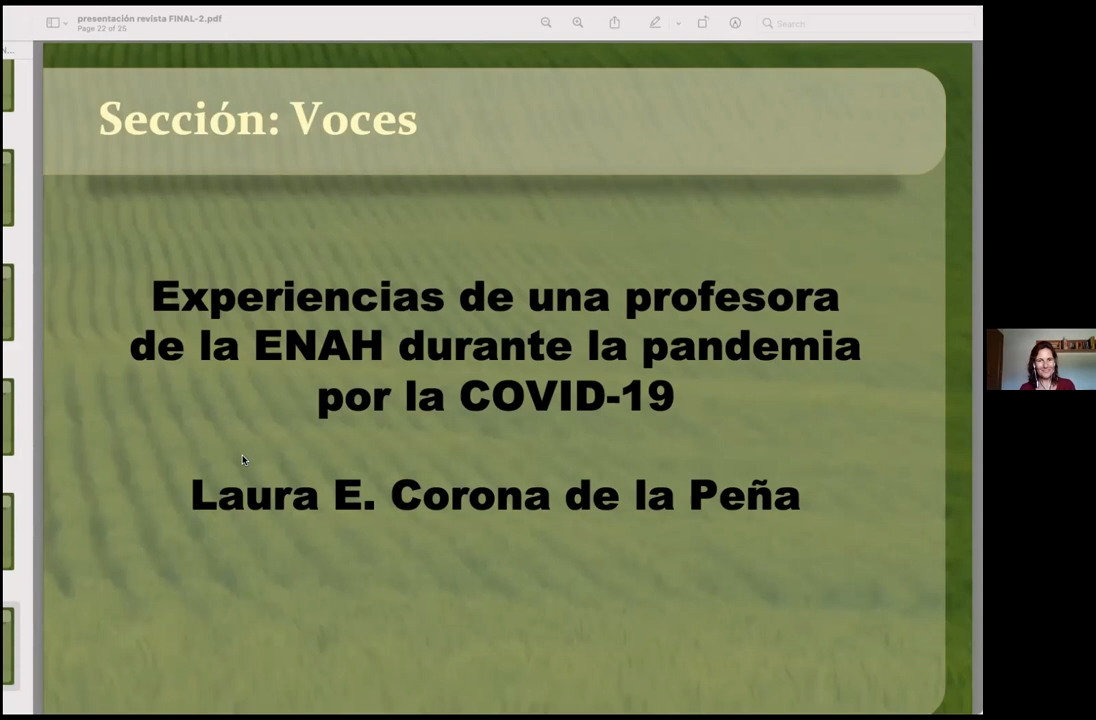 presentación revista FINAL-2.pdf
Page 22 of 25
Search
N...
Sección: Voces
Experiencias de una profesora
de la ENAH durante la pandemia
por la COVID-19
Laura E. Corona de la Peña